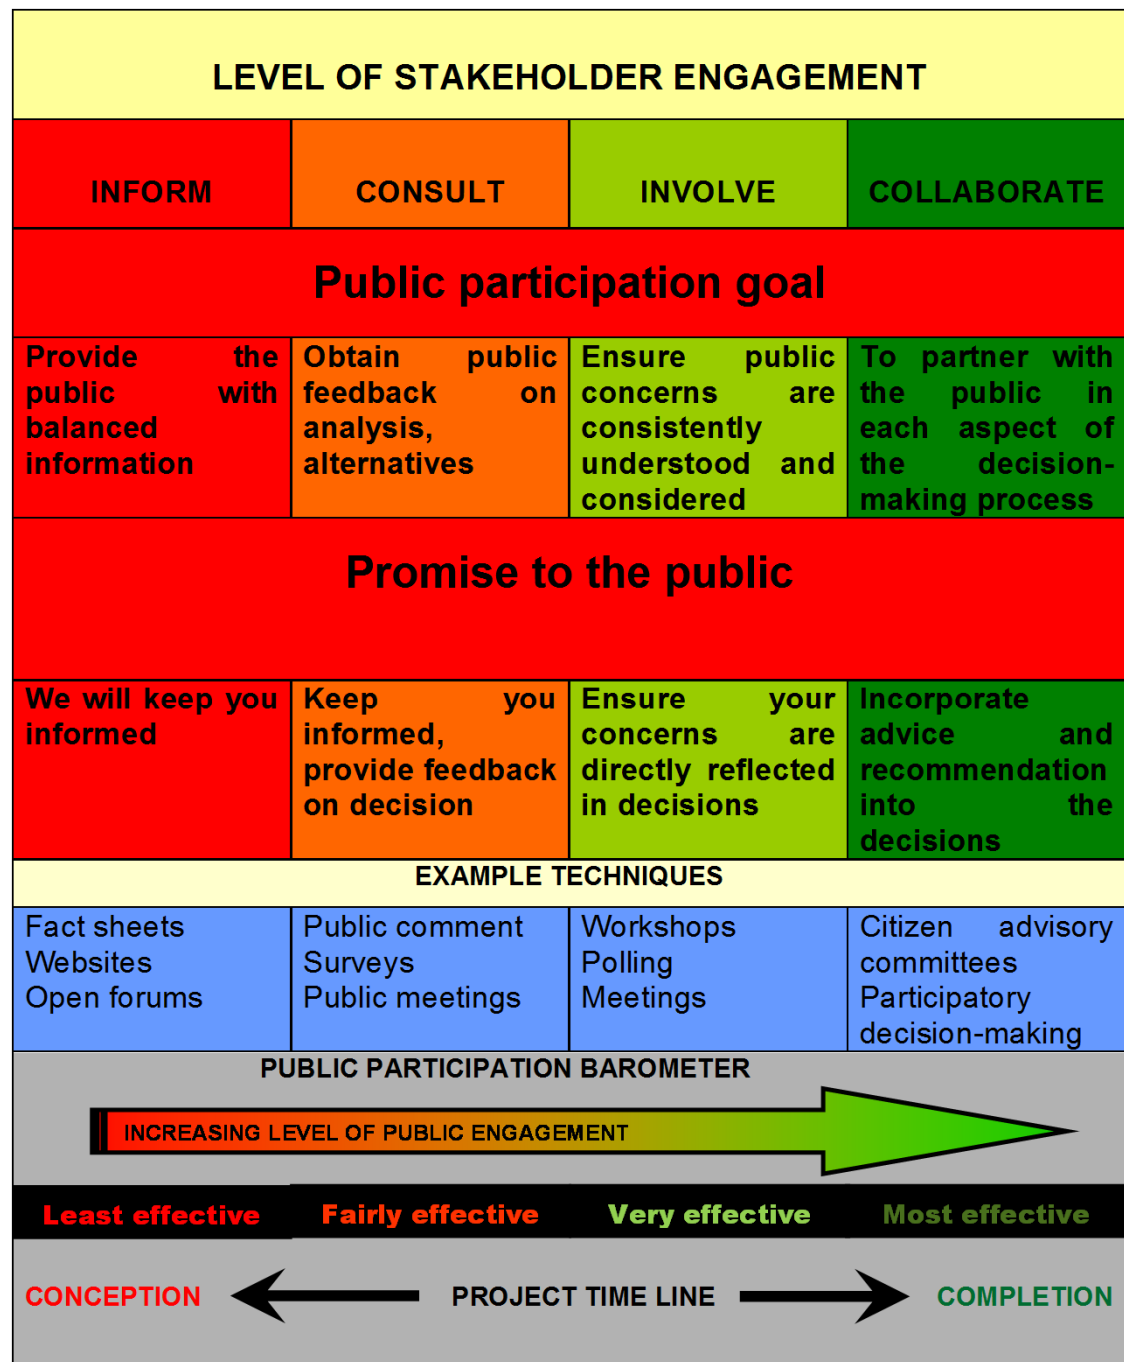 LEVEL OF STAKEHOLDER ENGAGEMENT
INFORM
CONSULT
INVOLVE
COLLABORATE
Public participation goal
Provide the
public with
balanced
information
Obtain public
feedback on
analysis,
alternatives
Ensure public
concerns are
consistently
understood and
considered
To partner with
the public in
each aspect of
the decision-
making process
Promise to the public
We will keep you
informed
Keep you
informed,
provide feedback
on decision
Ensure your
concerns are
directly reflected
in decisions
Incorporate
advice and
recommendation
into the
decisions
EXAMPLE TECHNIQUES
Fact sheets
Websites
Open forums
Public comment
Surveys
Public meetings
Workshops
Polling
Meetings
Citizen advisory
committees
Participatory
decision-making
PUBLIC PARTICIPATION BAROMETER
INCREASING LEVEL OF PUBLIC ENGAGEMENT
Least effective
Fairly effective
Very effective
Most effective
CONCEPTION
PROJECT TIME LINE
COMPLETION